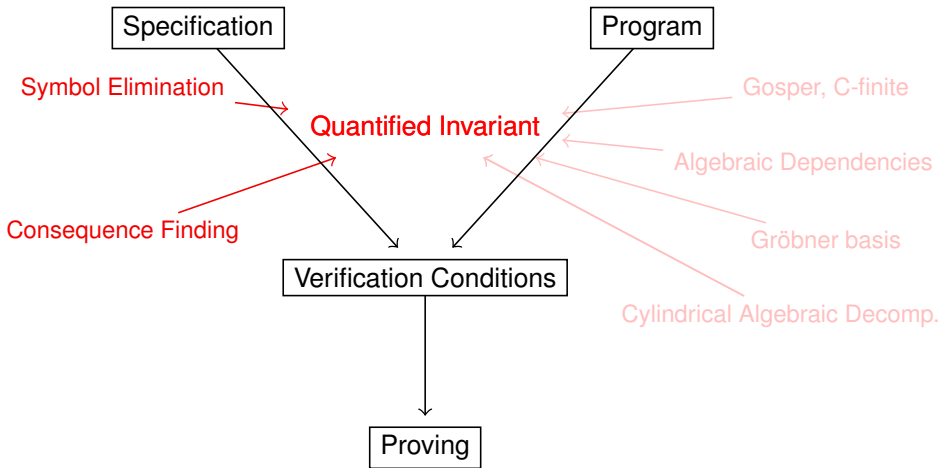 Specification
Program
Symbol Elimination
Gosper, C-finite
Quantified Invariant
Algebraic Dependencies
Consequence Finding
Gröbner basis
Verification Conditions
Cylindrical Algebraic Decomp.
Proving